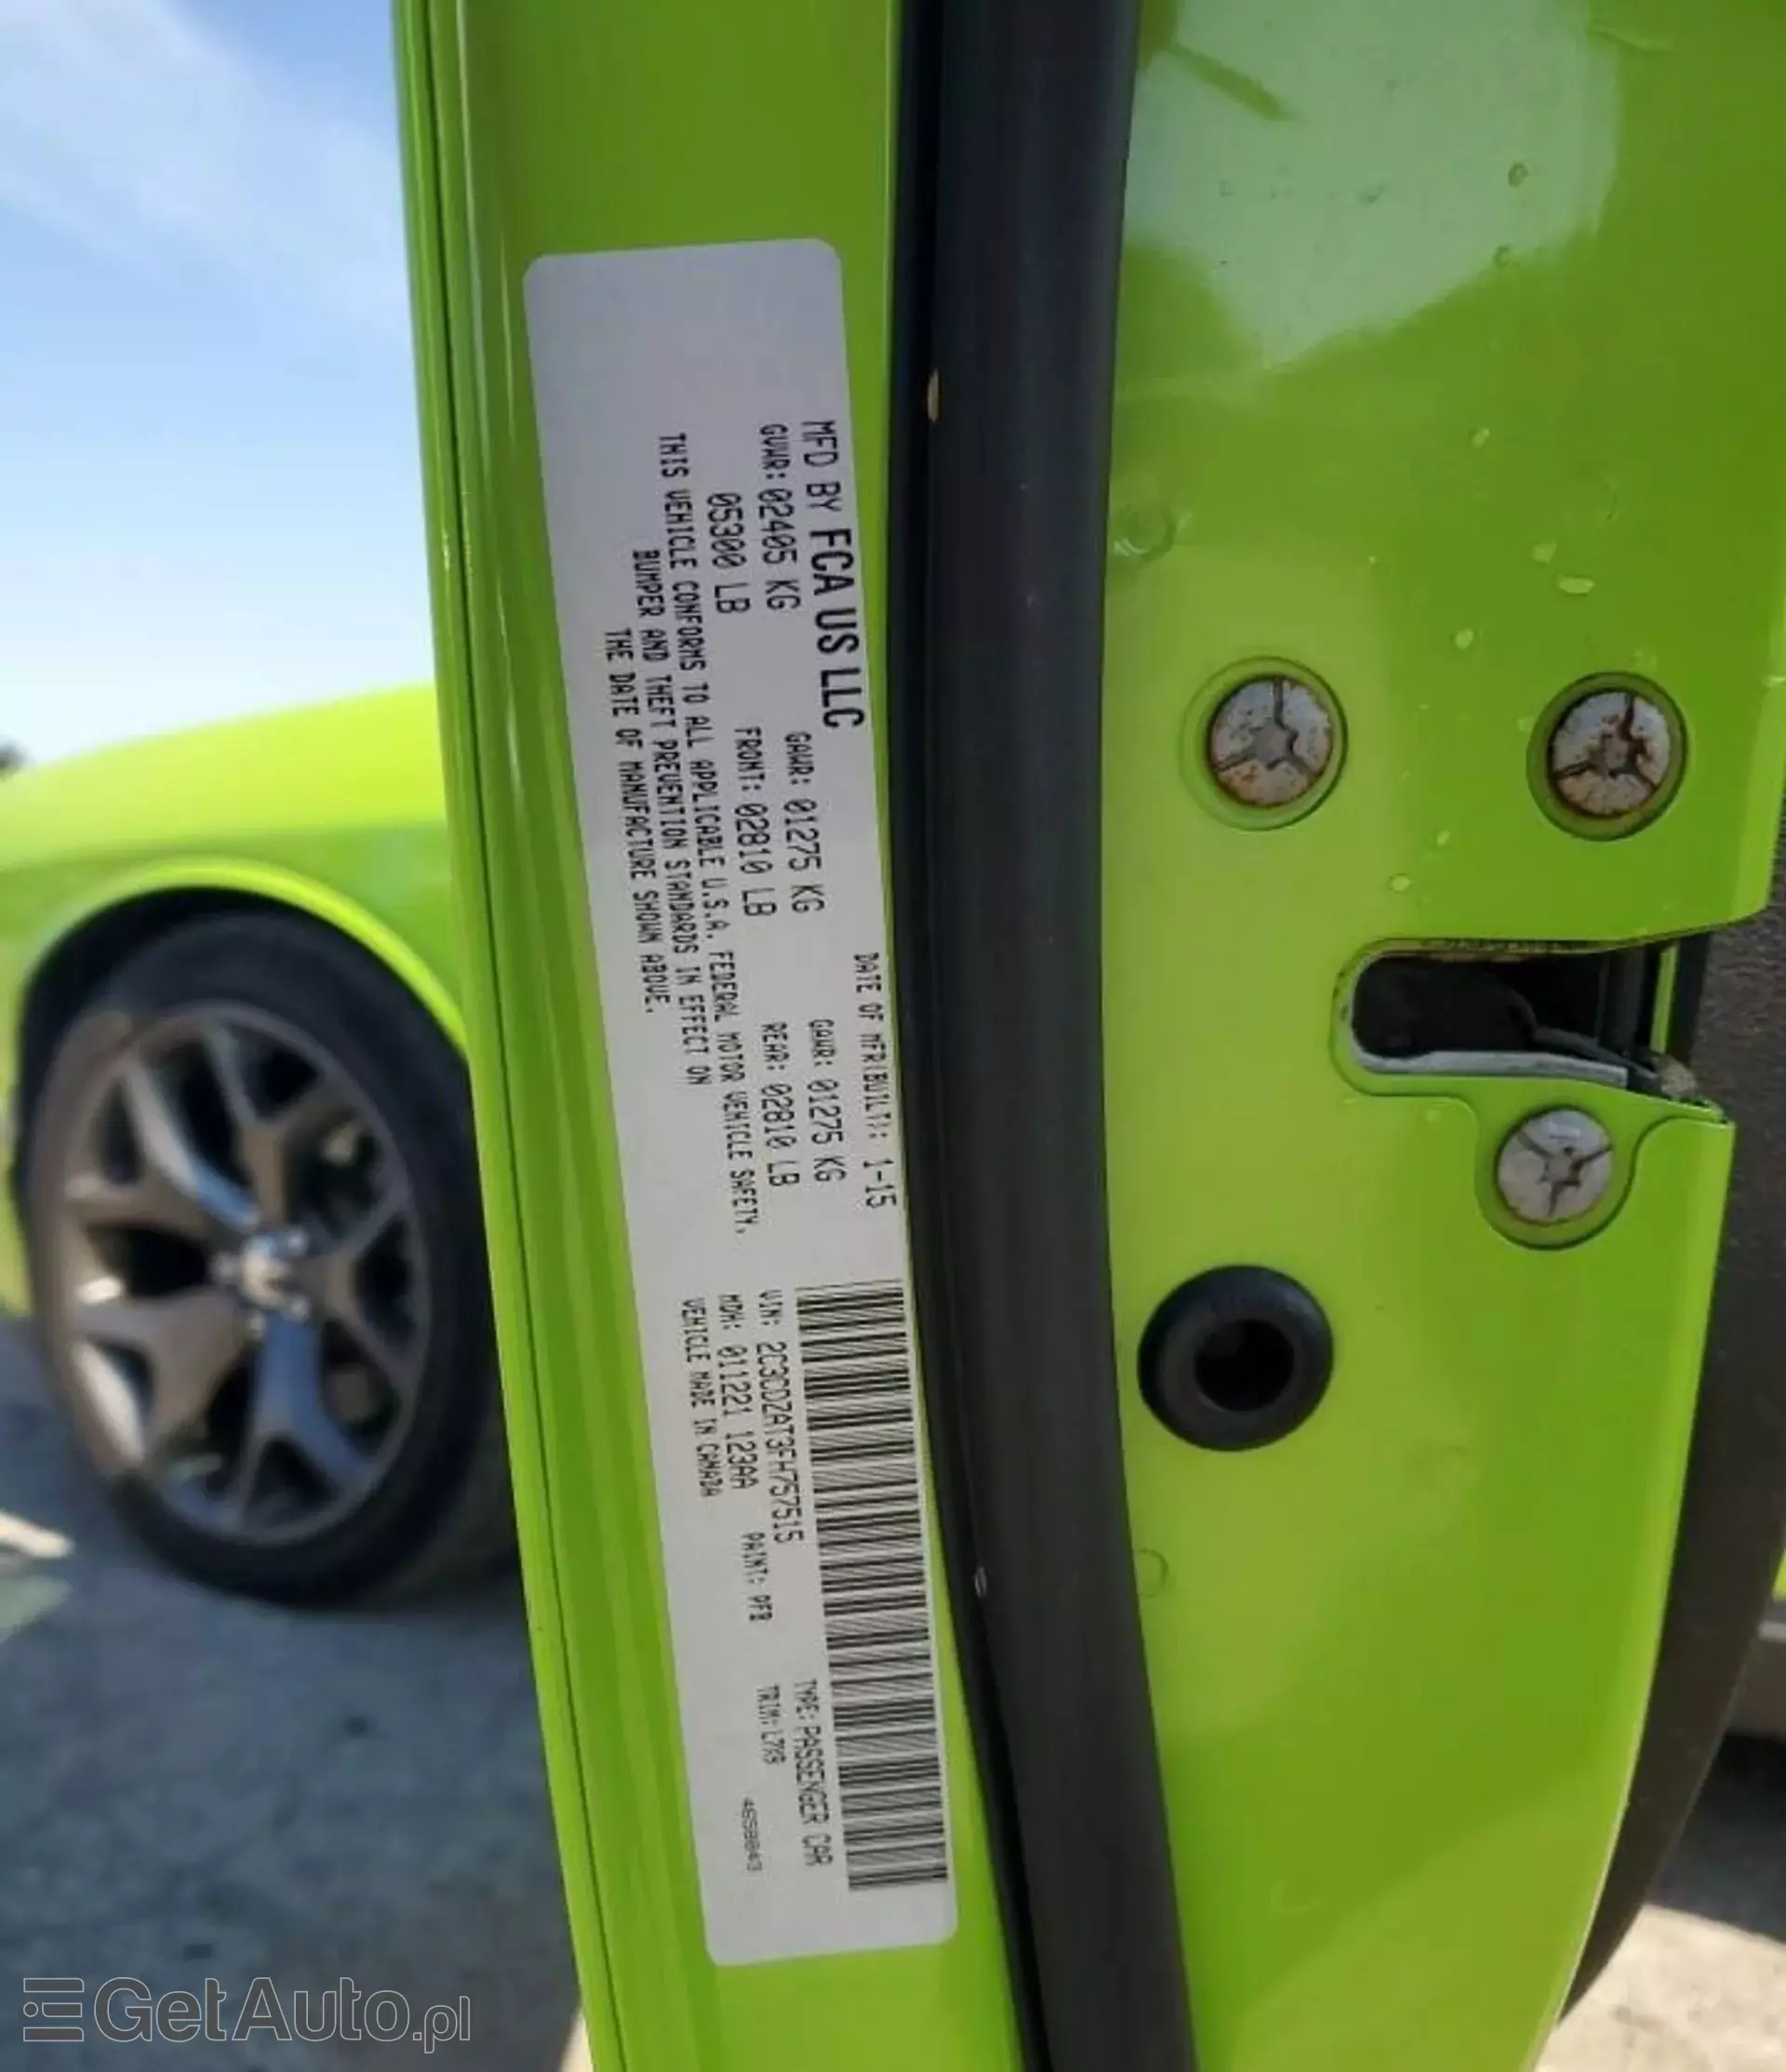 MFD BY FCA US LLC
DATE OF MFR(BUILT): 1-15
GVWR: 02405 KG
05300 LB
GAWR: 01275 KG
FRONT: 02810 LB
GAWR: 01275 KG
REAR: 02810 LB
THIS VEHICLE CONFORMS TO ALL APPLICABLE U.S.A. FEDERAL MOTOR VEHICLE SAFETY,
BUMPER AND THEFT PREVENTION STANDARDS IN EFFECT ON
THE DATE OF MANUFACTURE SHOWN ABOVE.
VIN: 2C3CDZAT3FH757515
TYPE: PASSENGER CAR
MDH: 011221 123AA
PAINT: PFB
TRIM: L7X9
VEHICLE MADE IN CANADA
GetAuto.pl